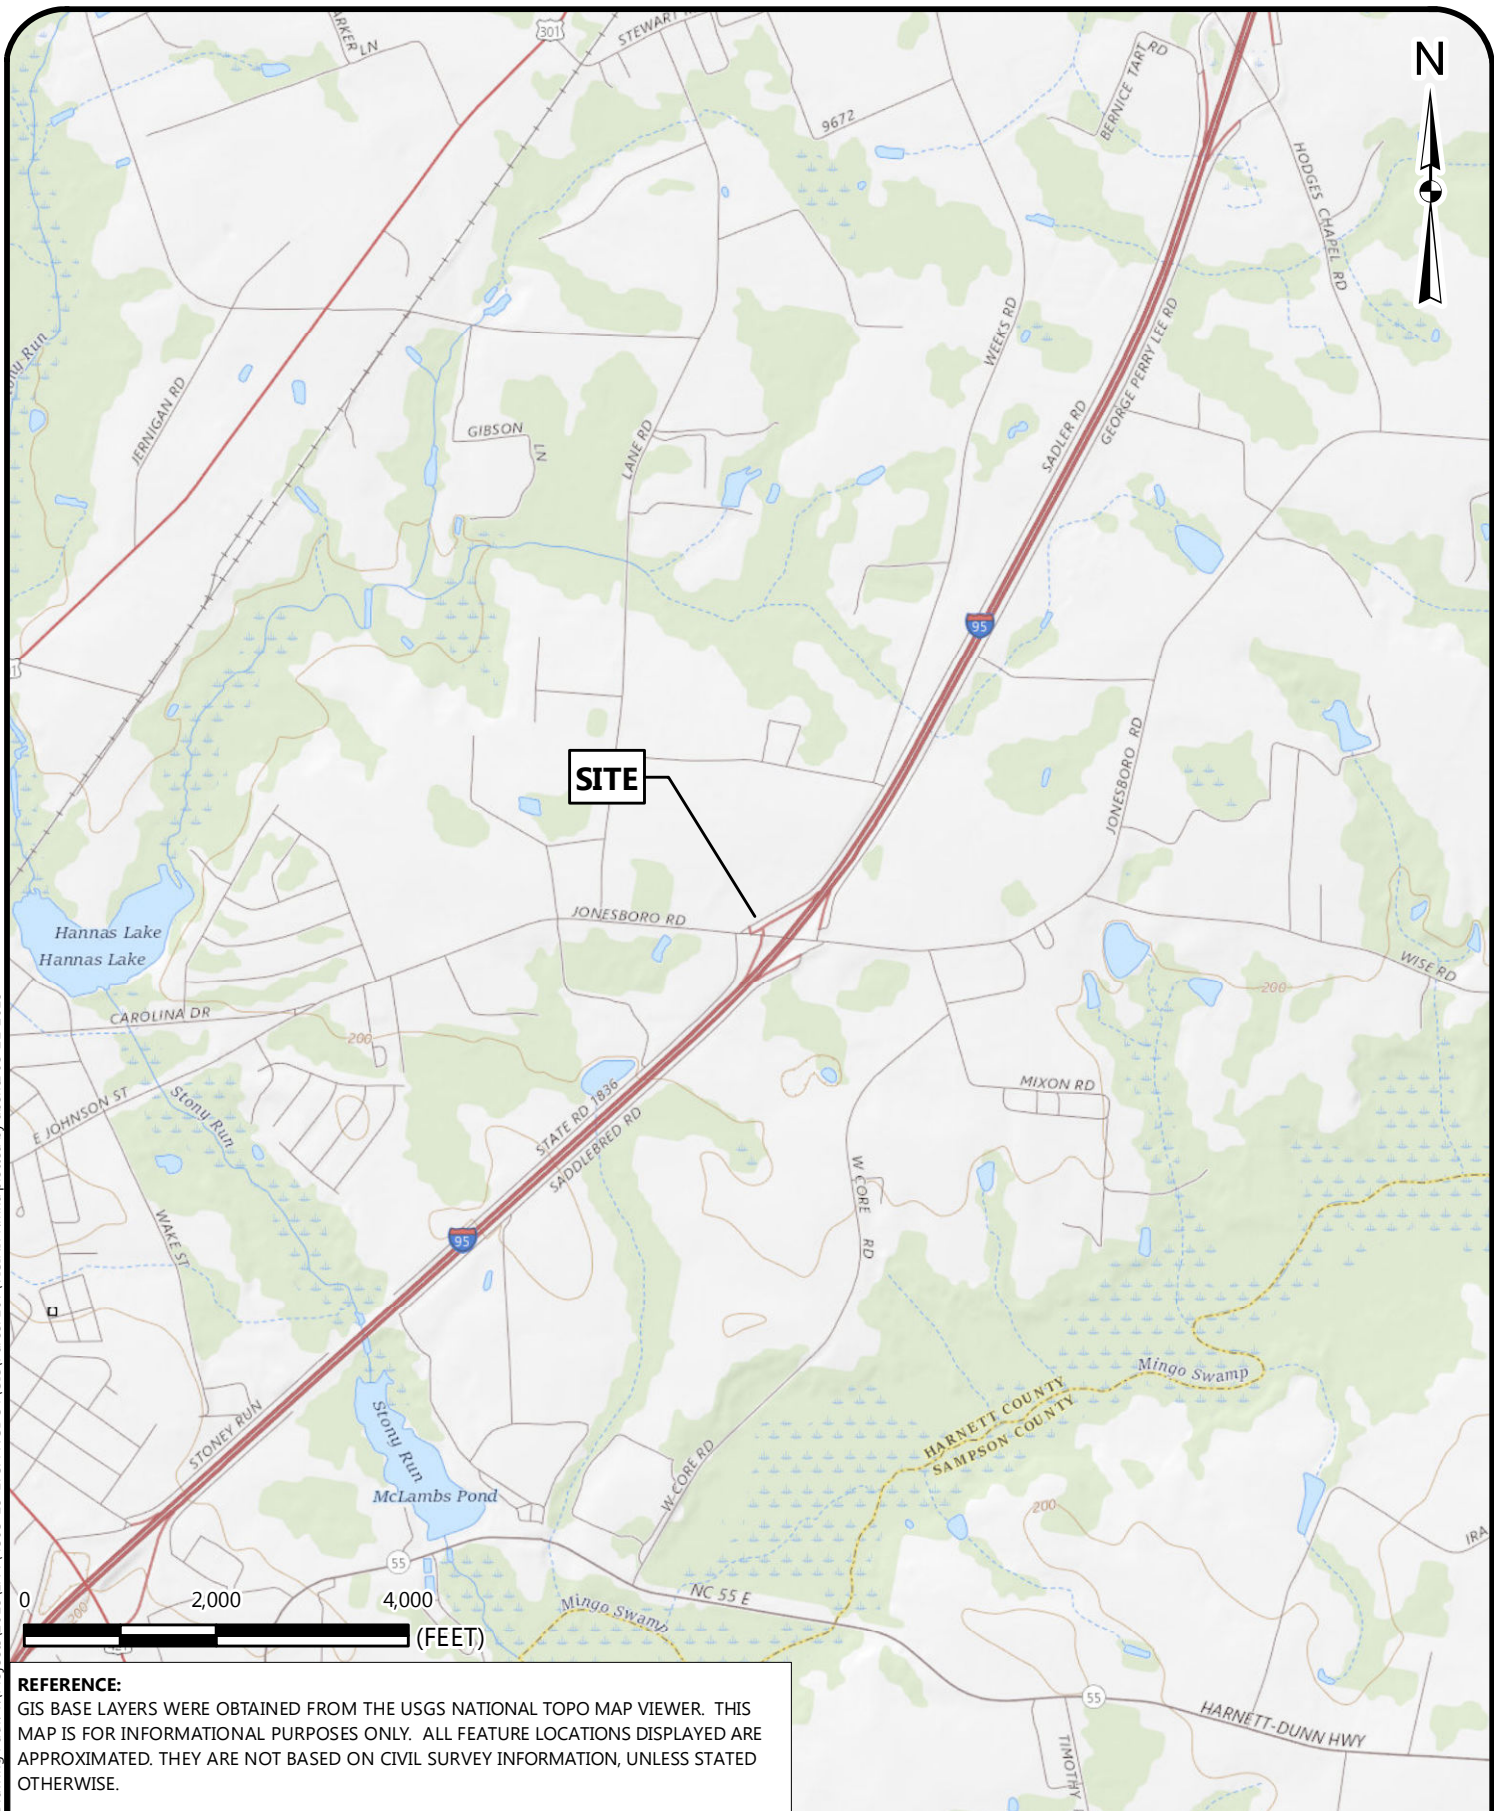 ARKER LN
301
STEWART
N
BERNICE TART RD
9672
HODGES CHAPEL RD
WEEKS RD
GEORGE PERRY LEE RD
SADLER RD
ony Run
JERNIGAN RD
GIBSON LN
LANE RD
95
1
JONESBORO RD
SITE
JONESBORO RD
Hannas Lake
Hannas Lake
WISE RD
200
CAROLINA DR
200
E JOHNSON ST
Stony Run
STATE RD 1836
SADDLEBRED RD
MIXON RD
W CORE RD
WAKE ST
95
Mingo Swamp
HARNETT COUNTY
SAMPSON COUNTY
STONEY RUN
Stony Run
McLambs Pond
W CORE RD
200
IRA
55
NC 55 E
Mingo Swamp
0 2,000 4,000
(FEET)
200
55
HARNETT-DUNN HWY
TIMOTHY
REFERENCE:
GIS BASE LAYERS WERE OBTAINED FROM THE USGS NATIONAL TOPO MAP VIEWER. THIS
MAP IS FOR INFORMATIONAL PURPOSES ONLY. ALL FEATURE LOCATIONS DISPLAYED ARE
APPROXIMATED. THEY ARE NOT BASED ON CIVIL SURVEY INFORMATION, UNLESS STATED
OTHERWISE.